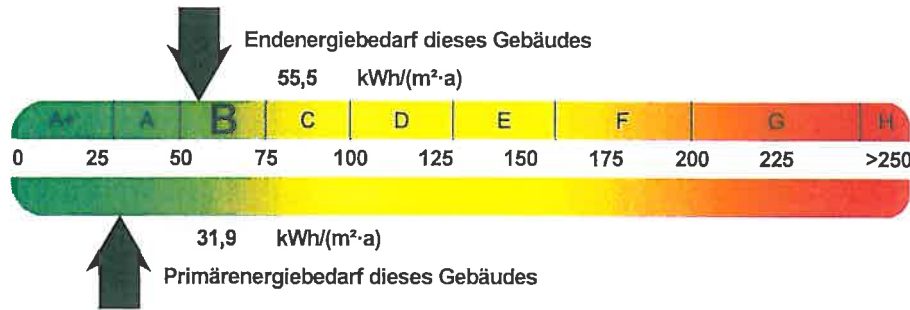 Endenergiebedarf dieses Gebäudes
55,5 kWh/(m²·a)
A+ A B C D E F G H
0 25 50 75 100 125 150 175 200 225 >250
31,9 kWh/(m²·a)
Primärenergiebedarf dieses Gebäudes